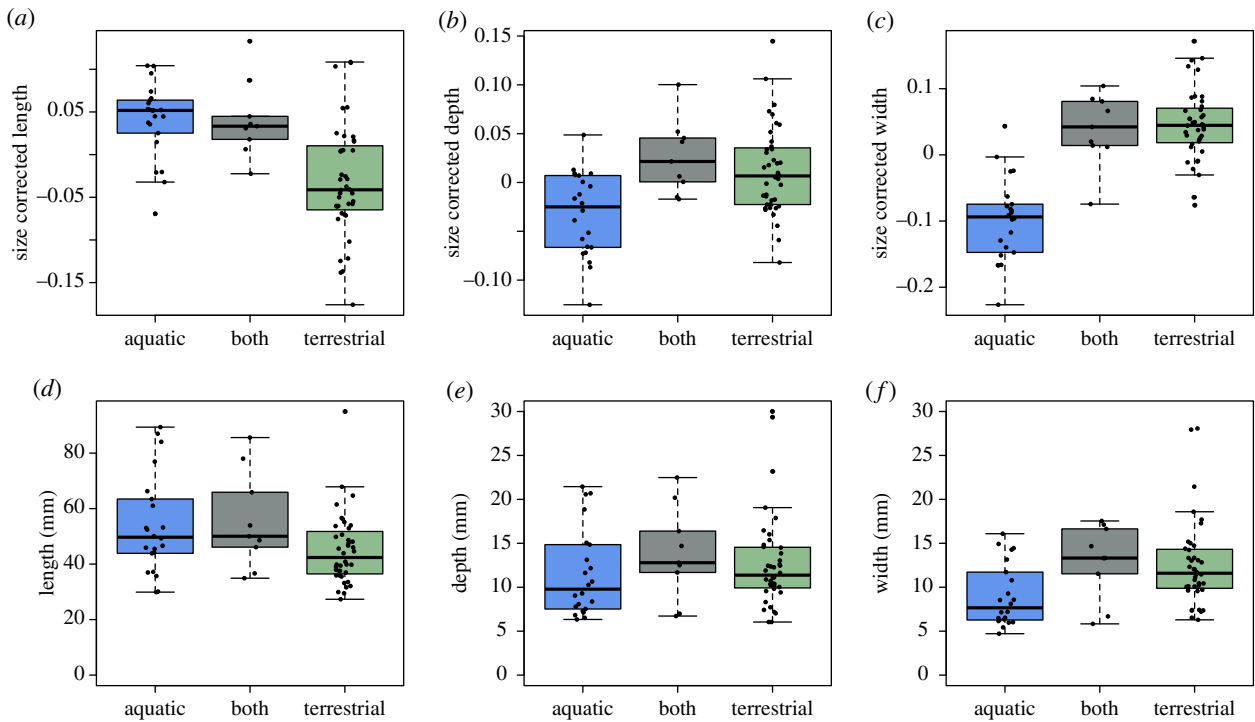 (a)
size corrected length
0.05
−0.05
−0.15
aquatic both terrestrial
(b)
size corrected depth
0.15
0.10
0.05
0
−0.10
aquatic both terrestrial
(c)
size corrected width
0.1
0
−0.1
−0.2
aquatic both terrestrial
(d)
length (mm)
80
60
40
20
0
aquatic both terrestrial
(e)
depth (mm)
30
25
20
15
10
5
0
aquatic both terrestrial
(f)
width (mm)
30
25
20
15
10
5
0
aquatic both terrestrial